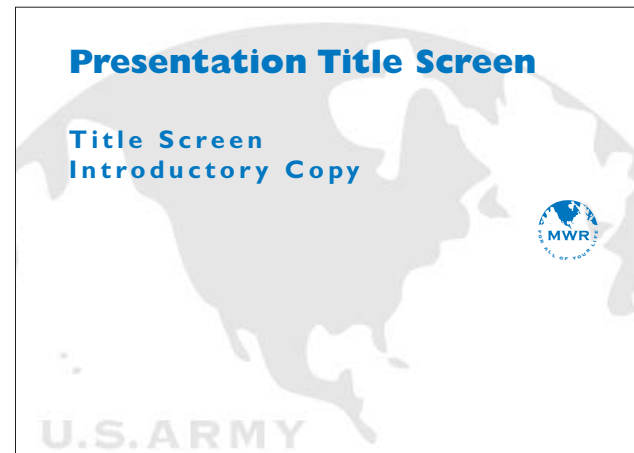 Presentation Title Screen
Title Screen
Introductory Copy
MWR
FOR ALL OF YOUR LIFE
U.S.ARMY